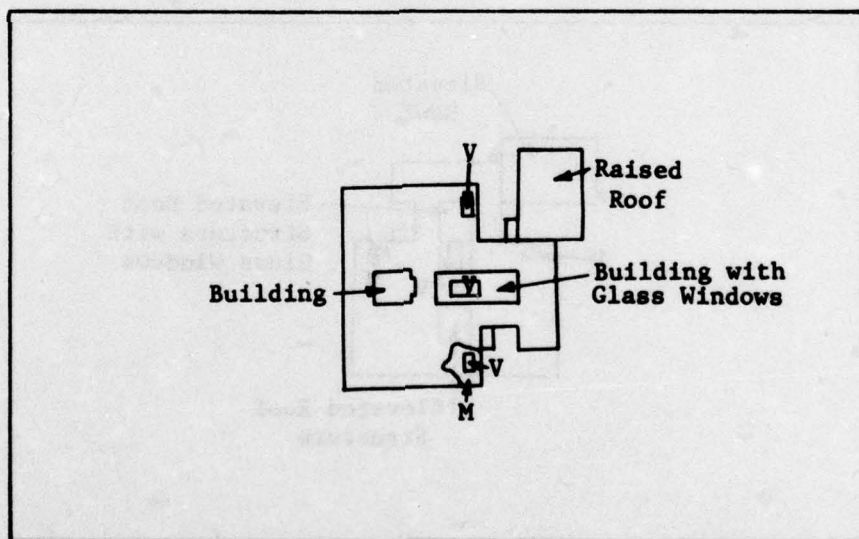 V
Raised
Roof
Building with
Glass Windows
Building
V
V
M